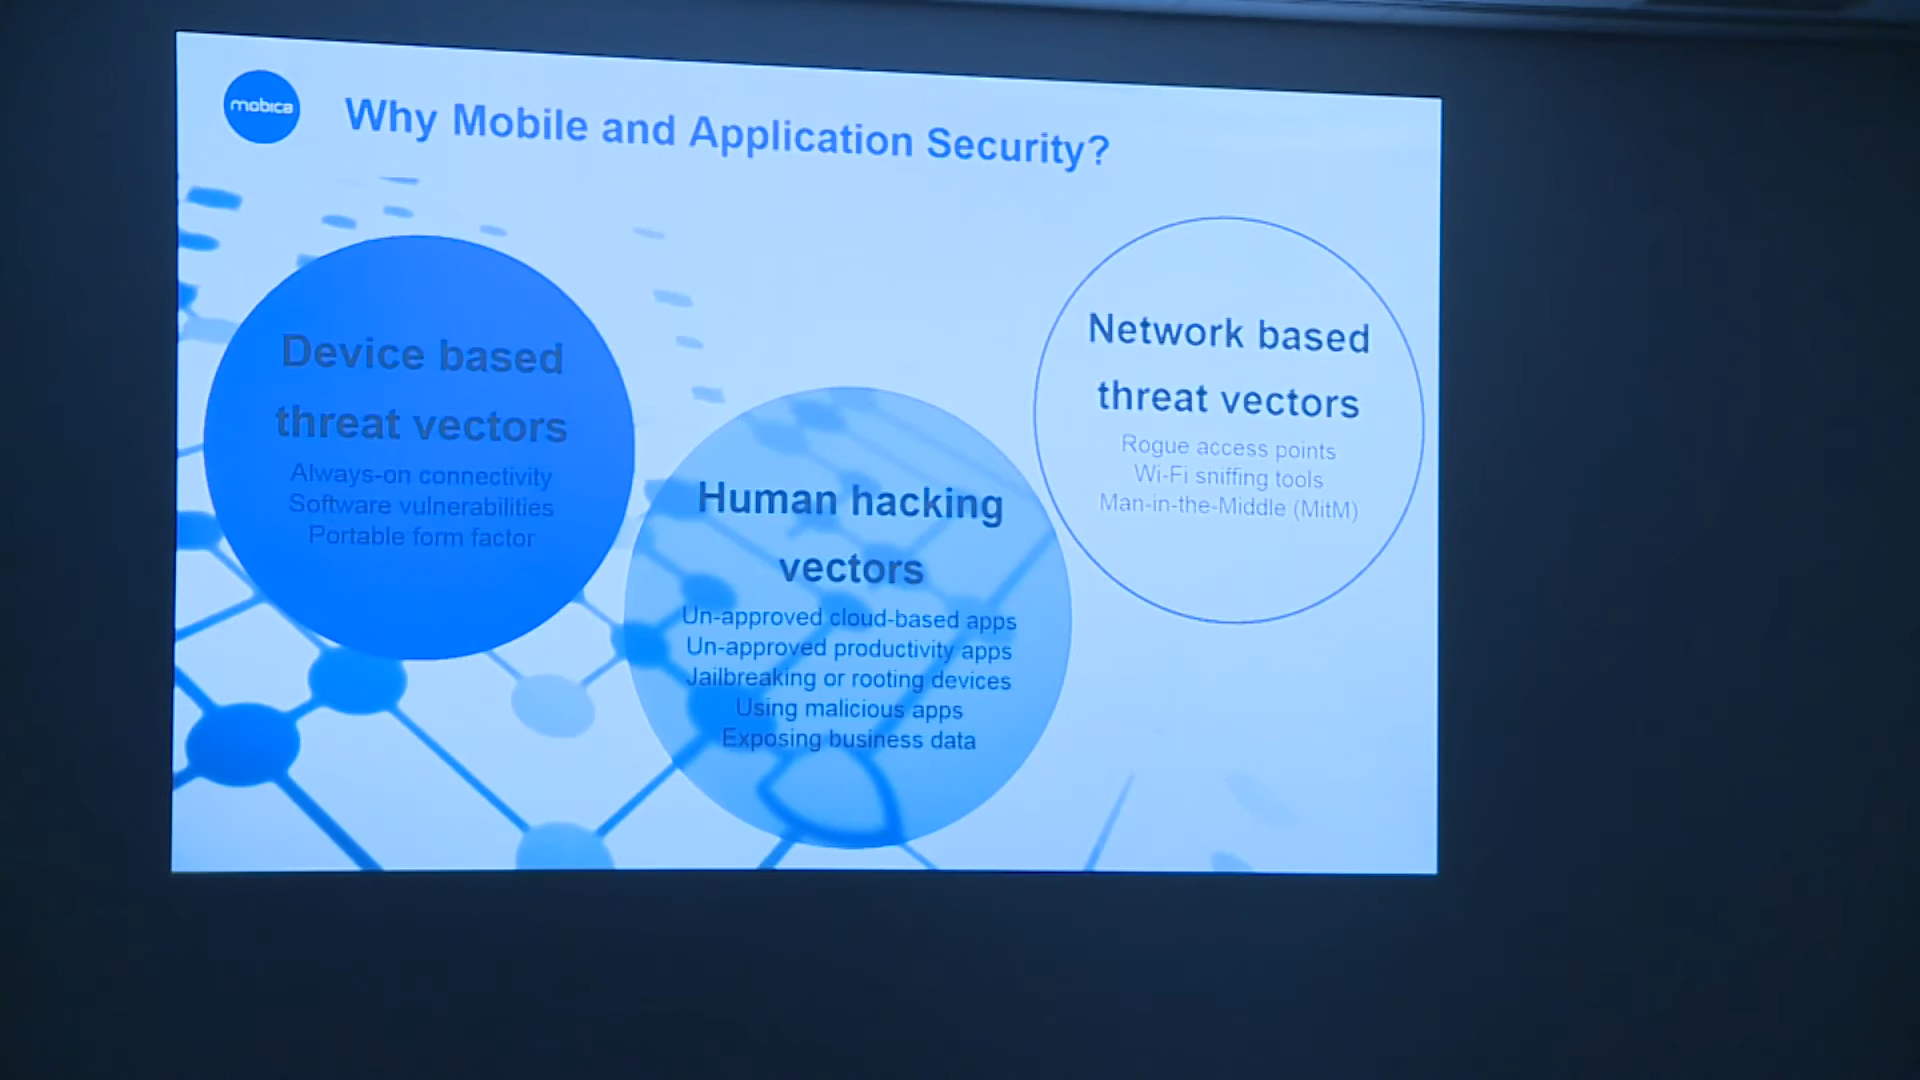 mobica
Why Mobile and Application Security?
Device based
threat vectors
Always-on connectivity
Software vulnerabilities
Portable form factor
Human hacking
vectors
Un-approved cloud-based apps
Un-approved productivity apps
Jailbreaking or rooting devices
Using malicious apps
Exposing business data
Network based
threat vectors
Rogue access points
Wi-Fi sniffing tools
Man-in-the-Middle (MitM)